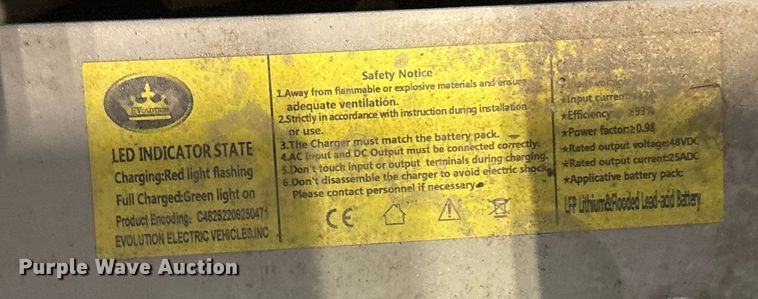 EVOLUTION
LED INDICATOR STATE
Charging:Red light flashing
Full Charged:Green light on
Product Encoding: C48252206250471
EVOLUTION ELECTRIC VEHICLES,INC
Safety Notice
1.Away from flammable or explosive materials and ensure
adequate ventilation.
2.Strictly in accordance with instruction during installation
or use.
3.The Charger must match the battery pack.
4.AC Input and DC Output must be connected correctly.
5.Don't touch input or output terminals during charging.
6.Don't disassemble the charger to avoid electric shock.
Please contact personnel if necessary.
CE
★Input current
★Efficiency: ≥93%
★Power factor:≥0.98
★Rated output voltage:48VDC
★Rated output current:25ADC
★Applicative battery pack:
LFP Lithium&Flooded Lead-acid Battery
Purple Wave Auction